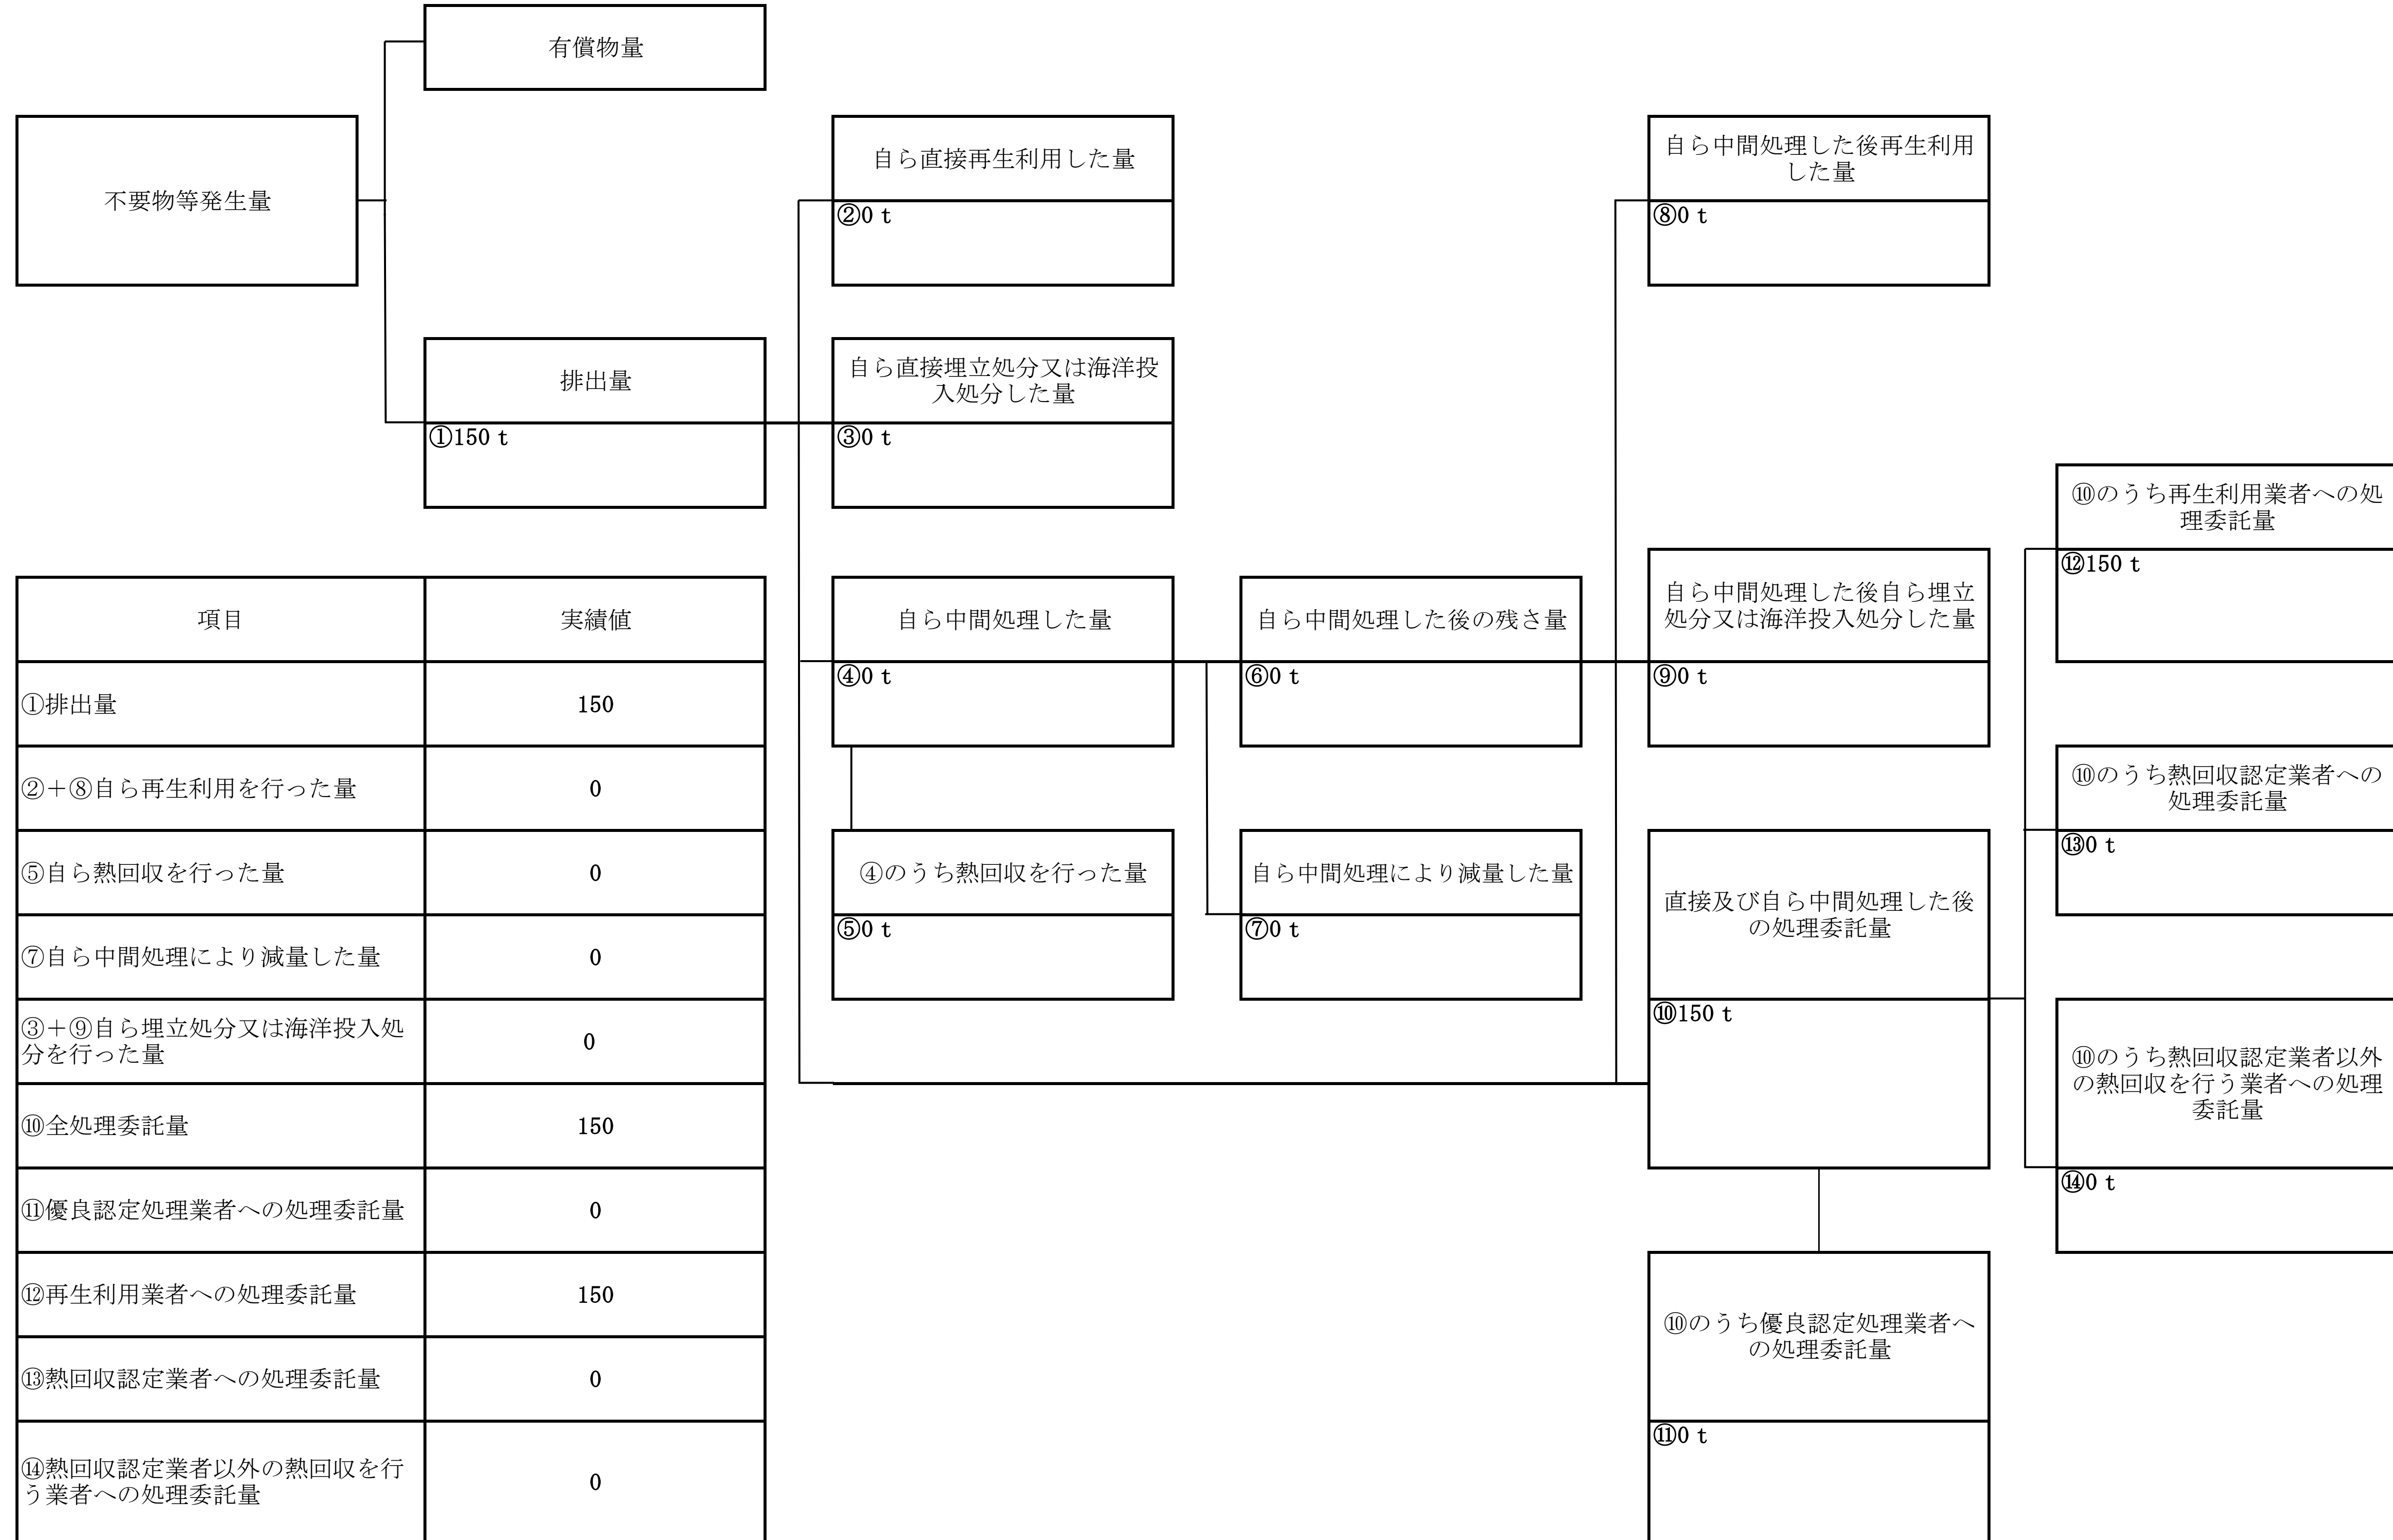 有償物量
不要物等発生量
自ら直接再生利用した量
②0 t
自ら中間処理した後再生利用
した量
⑧0 t
排出量
①150 t
自ら直接埋立処分又は海洋投
入処分した量
③0 t
⑩のうち再生利用業者への処
理委託量
⑫150 t
自ら中間処理した量
④0 t
自ら中間処理した後の残さ量
⑥0 t
自ら中間処理した後自ら埋立
処分又は海洋投入処分した量
⑨0 t
⑩のうち熱回収認定業者への
処理委託量
⑬0 t
④のうち熱回収を行った量
⑤0 t
自ら中間処理により減量した量
⑦0 t
直接及び自ら中間処理した後
の処理委託量
⑩150 t
⑩のうち熱回収認定業者以外
の熱回収を行う業者への処理
委託量
⑭0 t
⑩のうち優良認定処理業者へ
の処理委託量
⑪0 t
項目 実績値
①排出量 150
②＋⑧自ら再生利用を行った量 0
⑤自ら熱回収を行った量 0
⑦自ら中間処理により減量した量 0
③＋⑨自ら埋立処分又は海洋投入処
分を行った量 0
⑩全処理委託量 150
⑪優良認定処理業者への処理委託量 0
⑫再生利用業者への処理委託量 150
⑬熱回収認定業者への処理委託量 0
⑭熱回収認定業者以外の熱回収を行
う業者への処理委託量 0